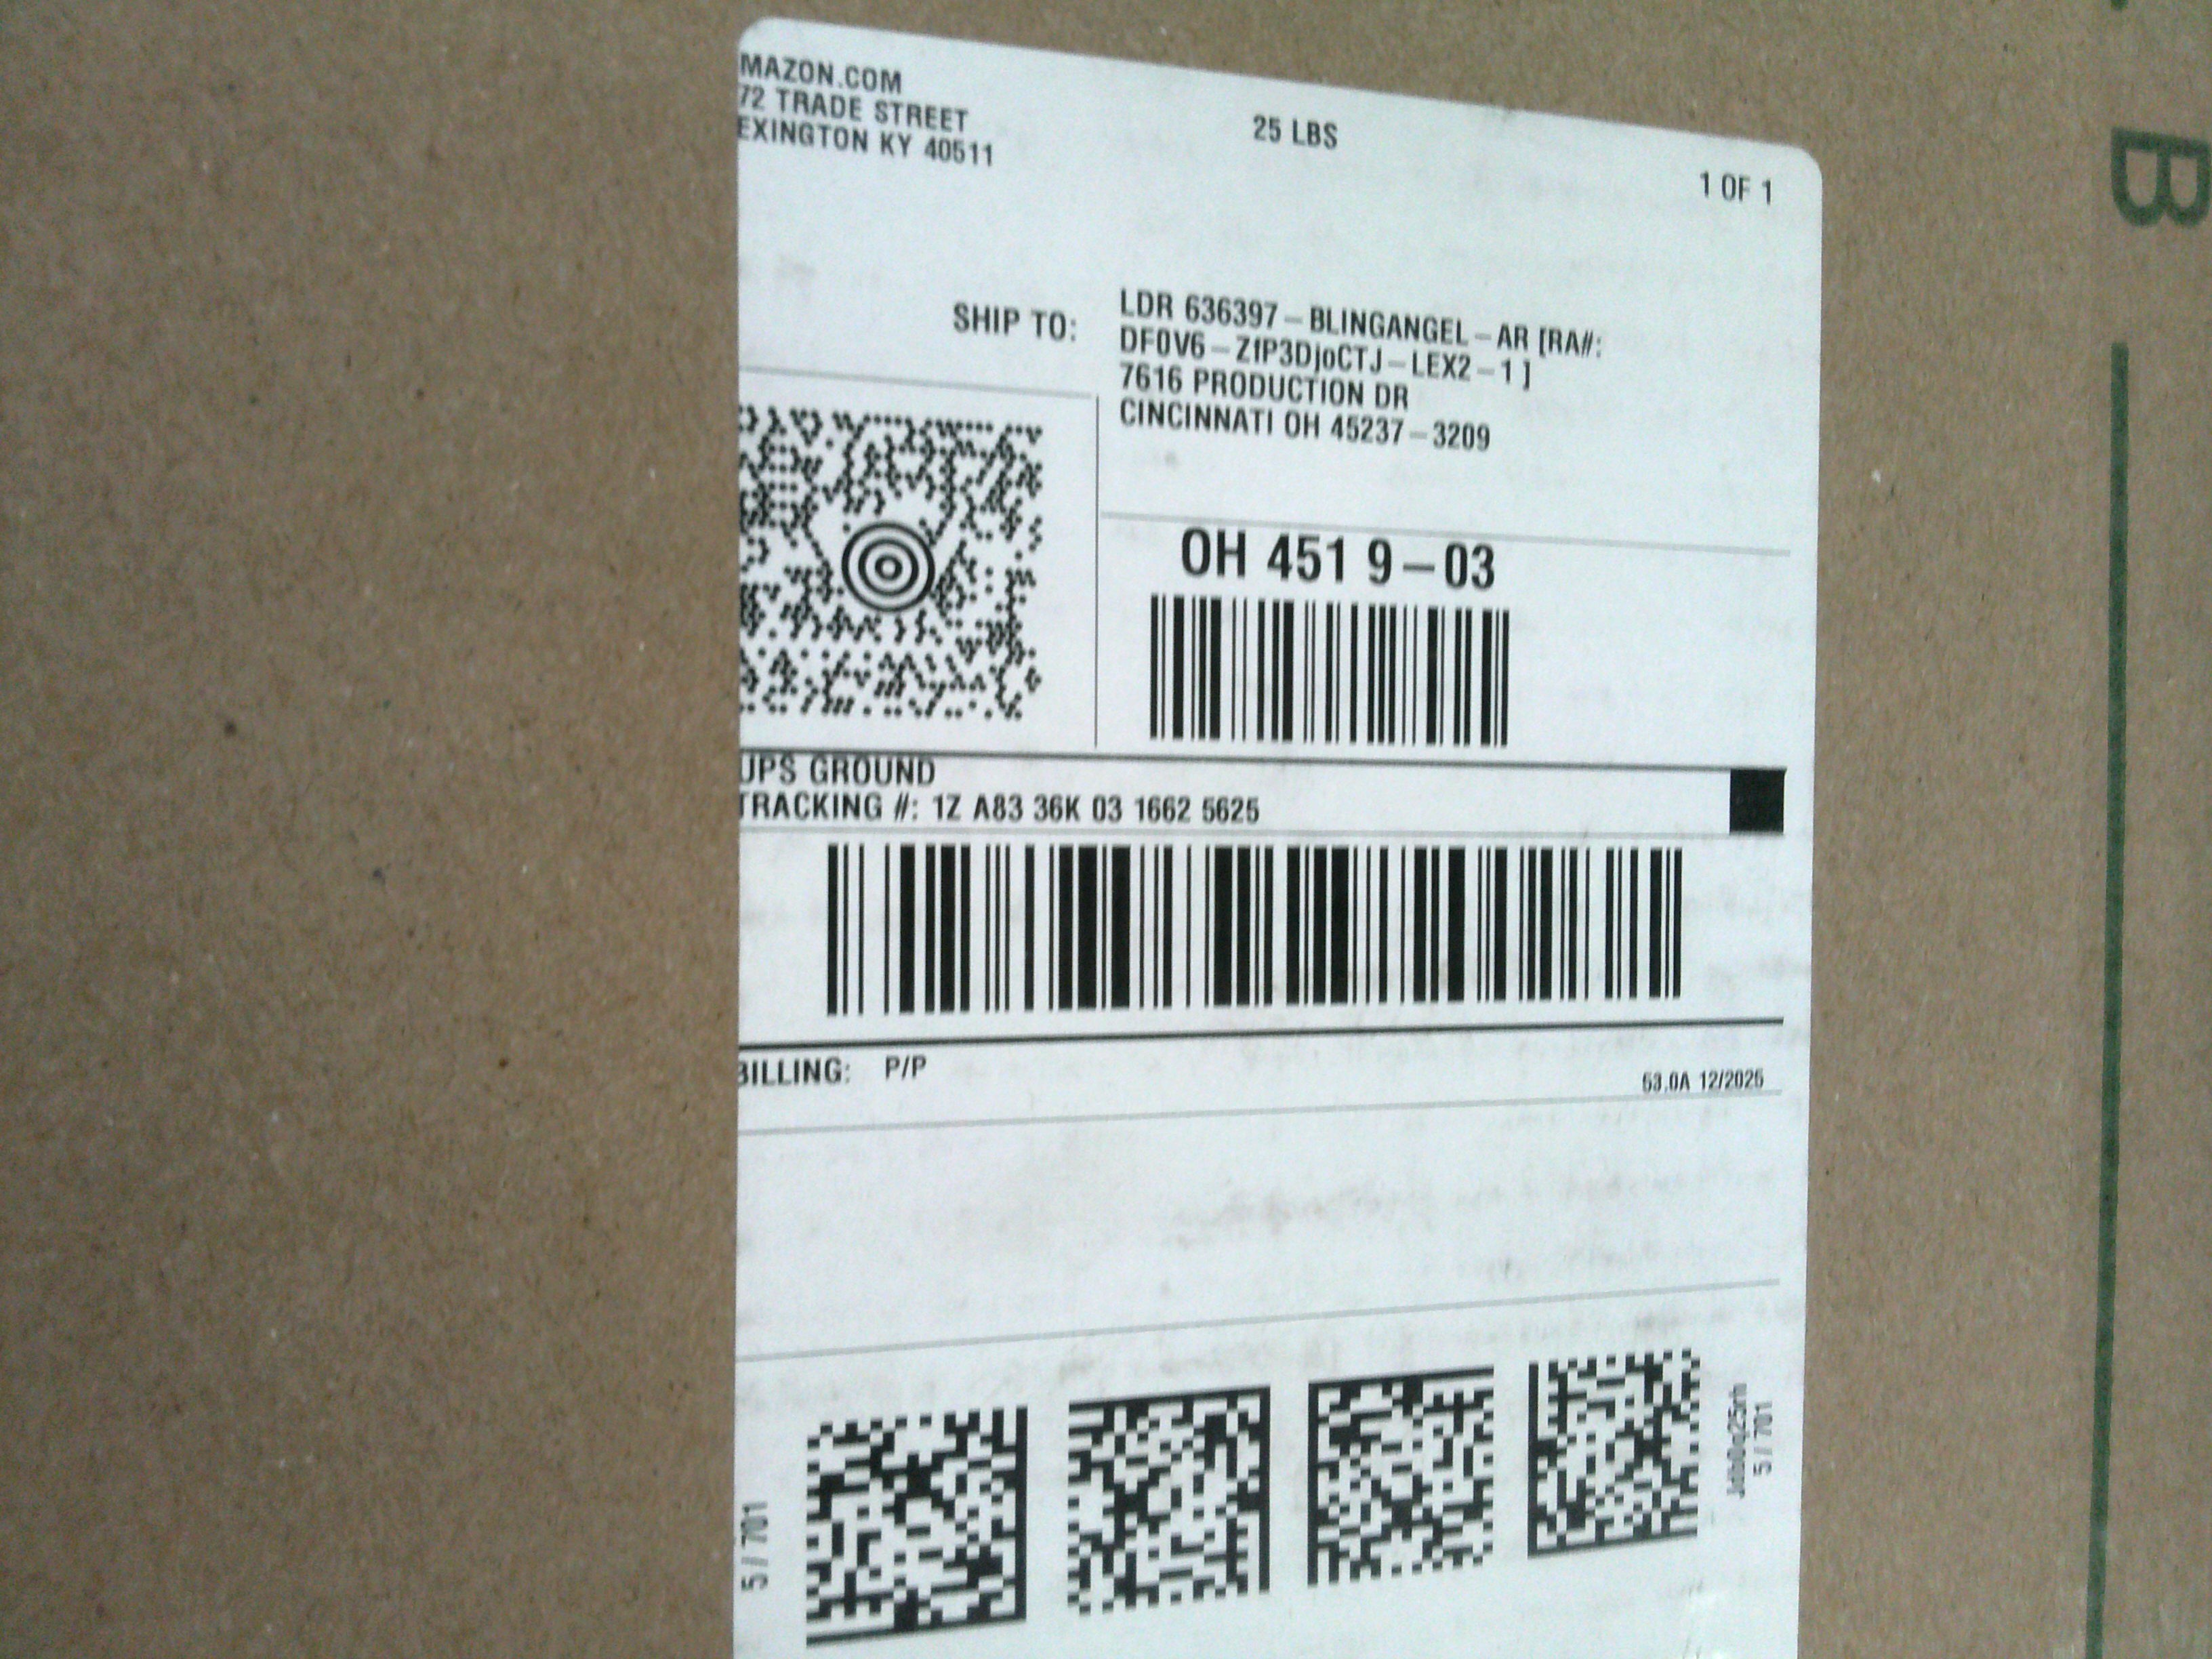 MAZON.COM
72 TRADE STREET
EXINGTON KY 40511
25 LBS
1 OF 1
SHIP TO:
LDR 636397-BLINGANGEL-AR [RA#:
DF0V6-ZfP3DjoCTJ-LEX2-1 ]
7616 PRODUCTION DR
CINCINNATI OH 45237-3209
OH 451 9-03
UPS GROUND
TRACKING #: 1Z A83 36K 03 1662 5625
BILLING: P/P
53.0A 12/2025
5 / 701
5 / 701
B